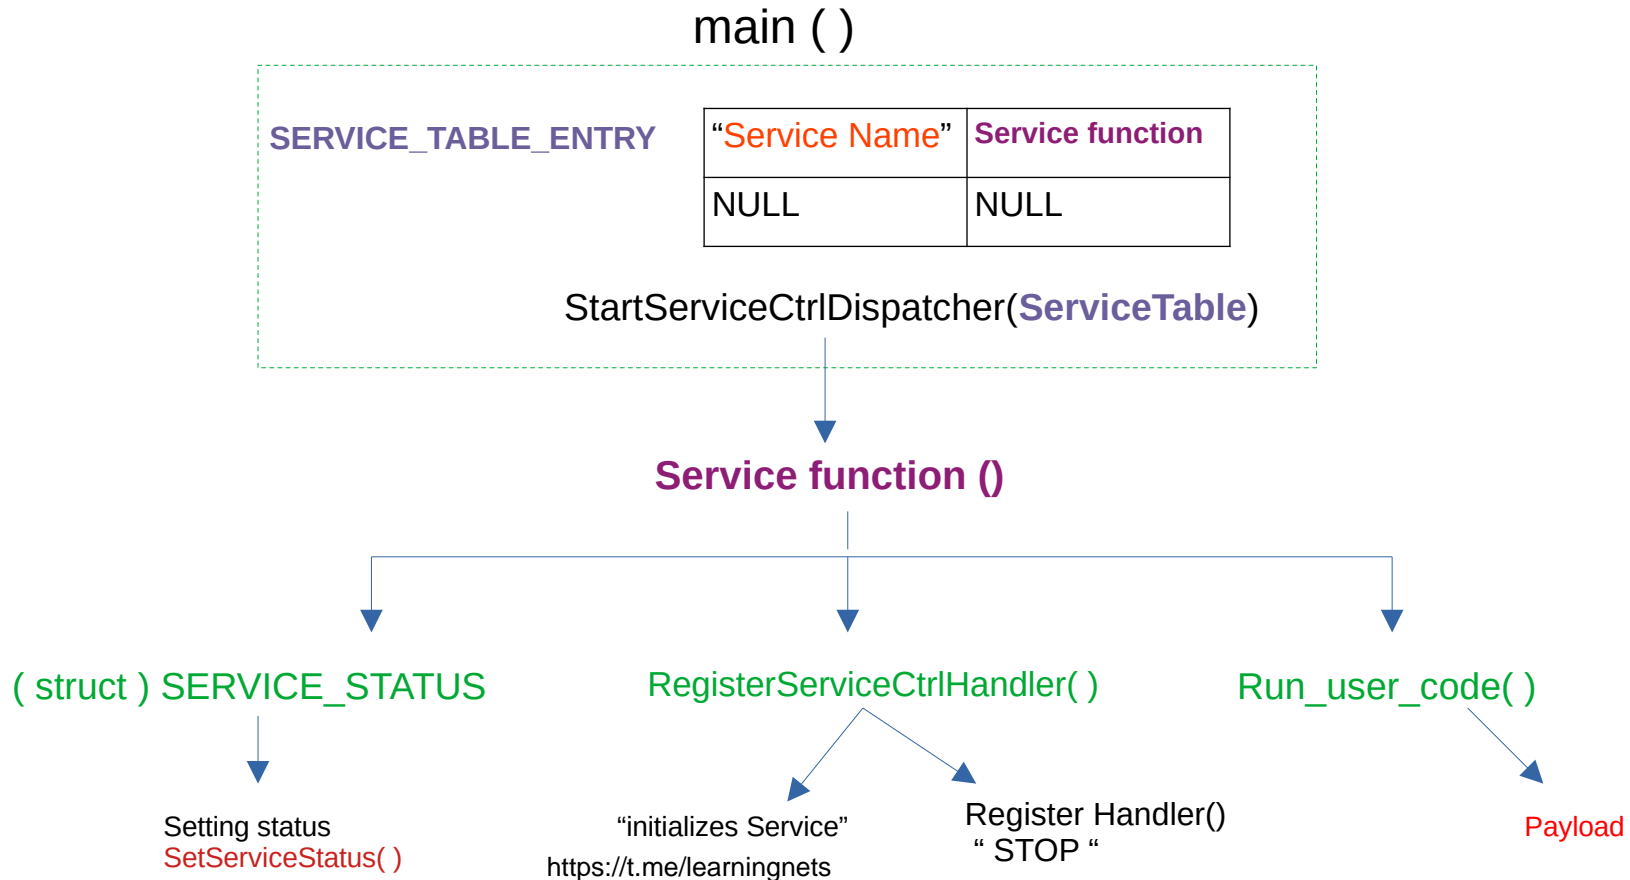 main ( )
SERVICE_TABLE_ENTRY
“Service Name”
Service function
NULL
NULL
StartServiceCtrlDispatcher(ServiceTable)
Service function ()
( struct ) SERVICE_STATUS
RegisterServiceCtrlHandler( )
Run_user_code( )
Setting status
SetServiceStatus( )
“initializes Service”
Register Handler()
“ STOP “
Payload
https://t.me/learningnets